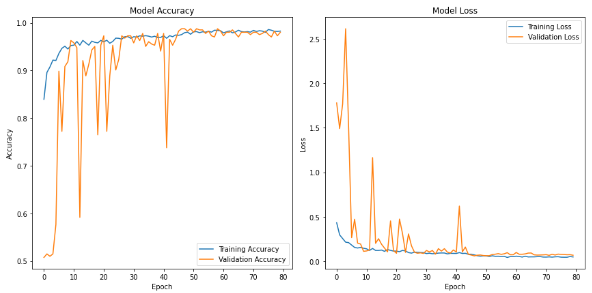 Model Accuracy
1.0
0.9
0.8
0.7
0.6
0.5
Accuracy
0 10 20 30 40 50 60 70 80
Epoch
Training Accuracy
Validation Accuracy
Model Loss
2.5
2.0
1.5
1.0
0.5
0.0
Loss
0 10 20 30 40 50 60 70 80
Epoch
Training Loss
Validation Loss